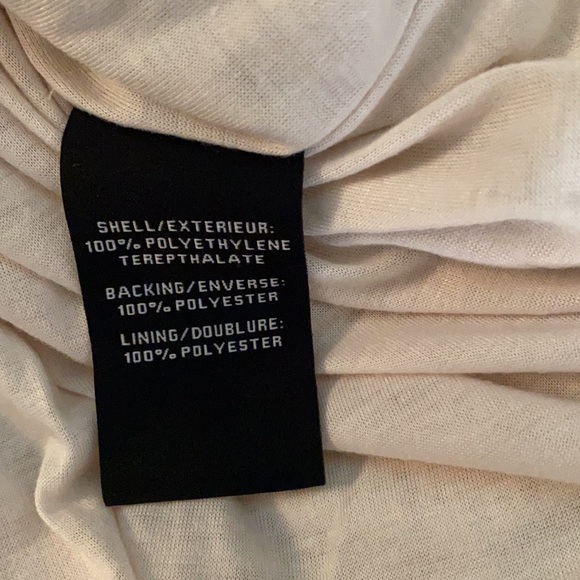 SHELL/EXTERIEUR:
100% POLYETHYLENE
TEREPTHALATE
BACKING/ENVERSE:
100% POLYESTER
LINING/DOUBLURE:
100% POLYESTER